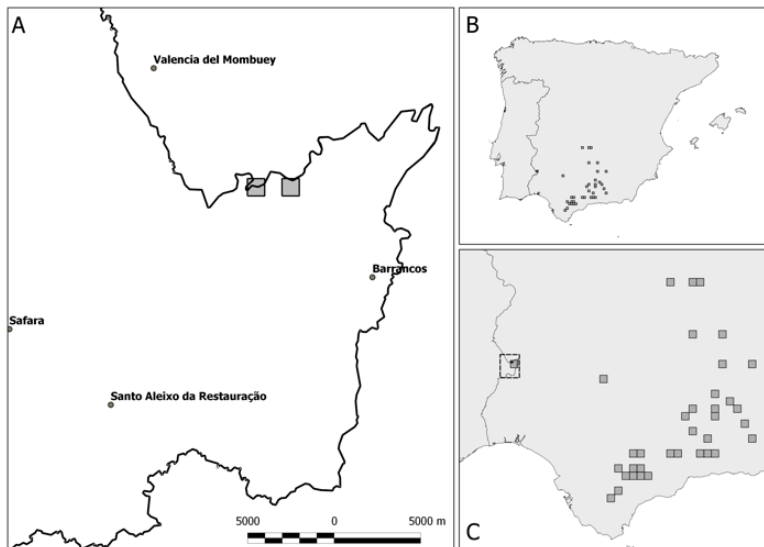 A
Valencia del Mombuey
Barrancos
Safara
Santo Aleixo da Restauração
5000 0 5000 m
B
C